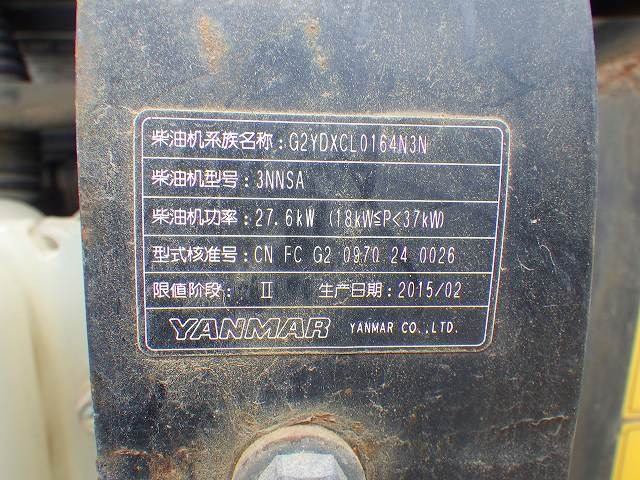 柴油机系族名称：G2YDXCL0164N3N
柴油机型号：3NNSA
柴油机功率：27.6kW (18kW≦P<37kW)
型式核准号：CN FC G2 0970 24 0026
限值阶段： Ⅱ 生产日期：2015/02
YANMAR YANMAR CO.,LTD.